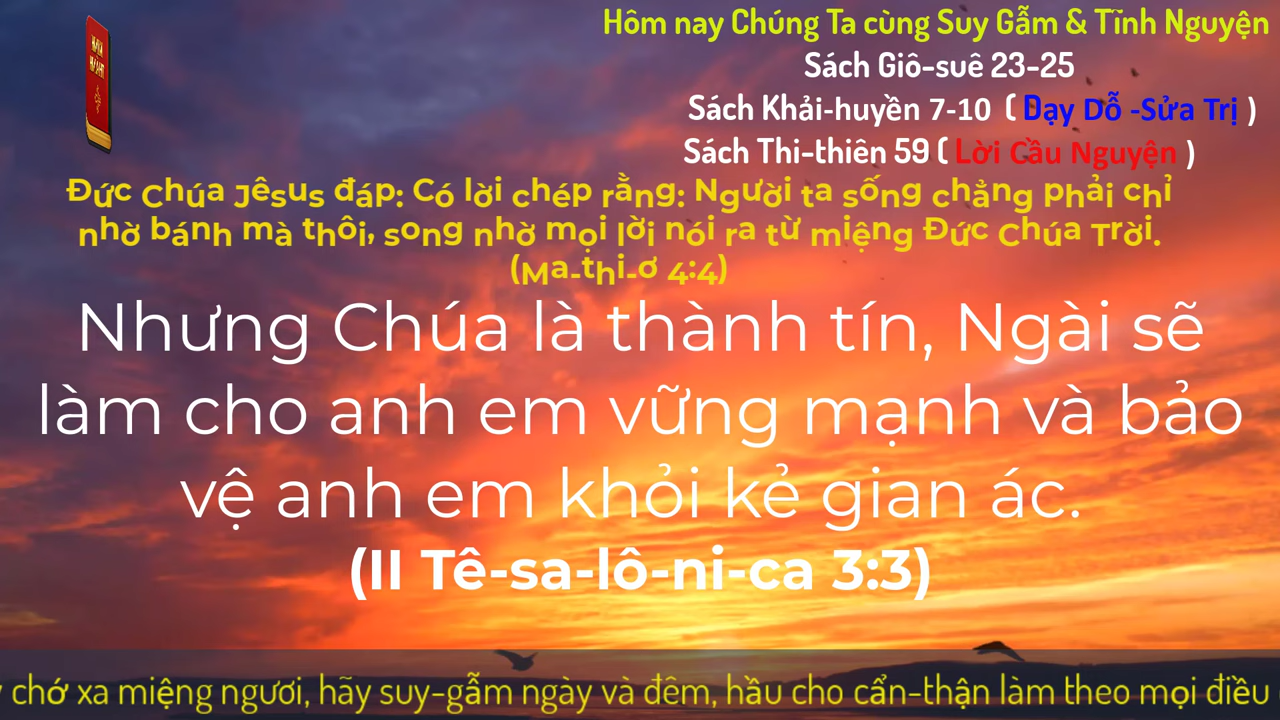 Hôm nay Chúng Ta cùng Suy Gẫm & Tĩnh Nguyện
Sách Giô-suê 23-25
Sách Khải-huyền 7-10 ( Dạy Dỗ -Sửa Trị )
Sách Thi-thiên 59 ( Lời Cầu Nguyện )
Đức Chúa Jêsus đáp: Có lời chép rằng: Người ta sống chẳng phải chỉ
nhờ bánh mà thôi, song nhờ mọi lời nói ra từ miệng Đức Chúa Trời.
(Ma-thi-ơ 4:4)
Nhưng Chúa là thành tín, Ngài sẽ
làm cho anh em vững mạnh và bảo
vệ anh em khỏi kẻ gian ác.
(II Tê-sa-lô-ni-ca 3:3)
chớ xa miệng ngươi, hãy suy-gẫm ngày và đêm, hầu cho cẩn-thận làm theo mọi điều